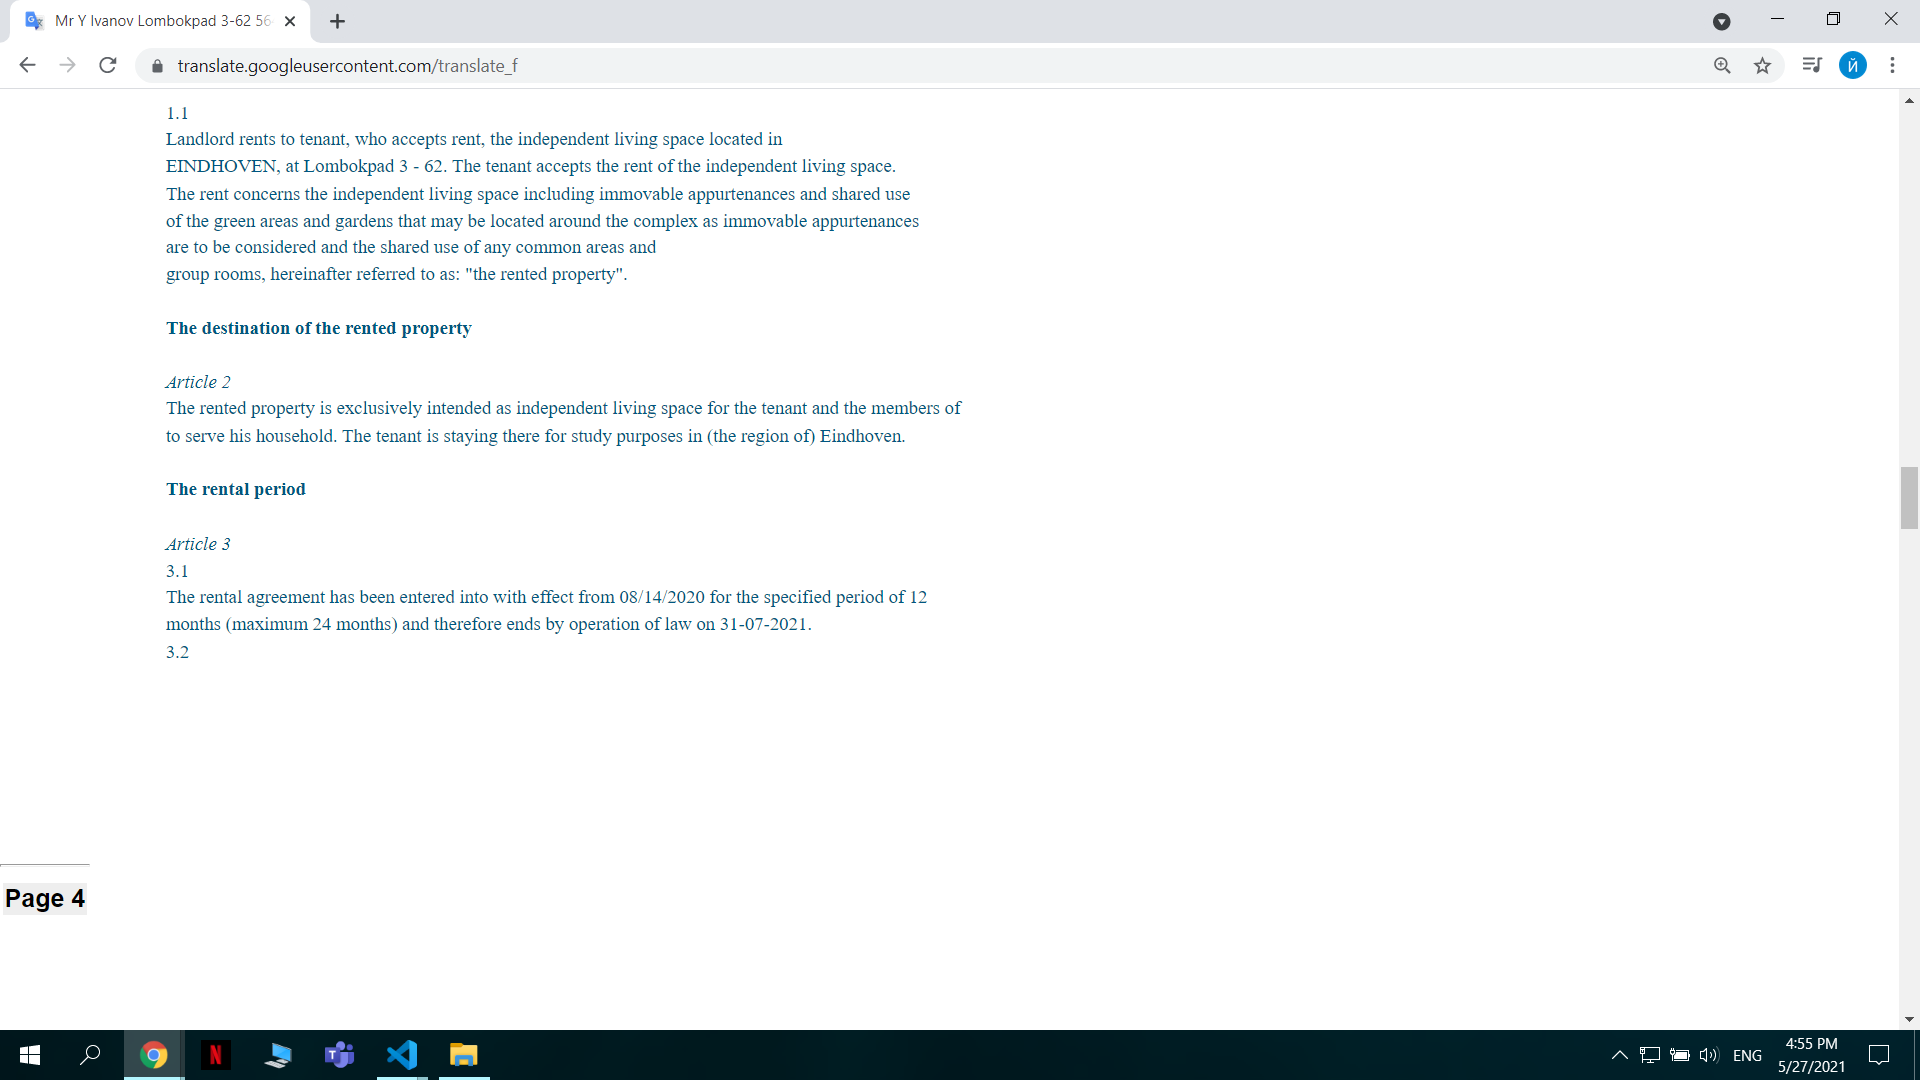 Mr Y Ivanov Lombokpad 3-62 56
translate.googleusercontent.com/translate_f
й
1.1
Landlord rents to tenant, who accepts rent, the independent living space located in
EINDHOVEN, at Lombokpad 3 - 62. The tenant accepts the rent of the independent living space.
The rent concerns the independent living space including immovable appurtenances and shared use
of the green areas and gardens that may be located around the complex as immovable appurtenances
are to be considered and the shared use of any common areas and
group rooms, hereinafter referred to as: "the rented property".
The destination of the rented property
Article 2
The rented property is exclusively intended as independent living space for the tenant and the members of
to serve his household. The tenant is staying there for study purposes in (the region of) Eindhoven.
The rental period
Article 3
3.1
The rental agreement has been entered into with effect from 08/14/2020 for the specified period of 12
months (maximum 24 months) and therefore ends by operation of law on 31-07-2021.
3.2
Page 4
ENG
4:55 PM
5/27/2021